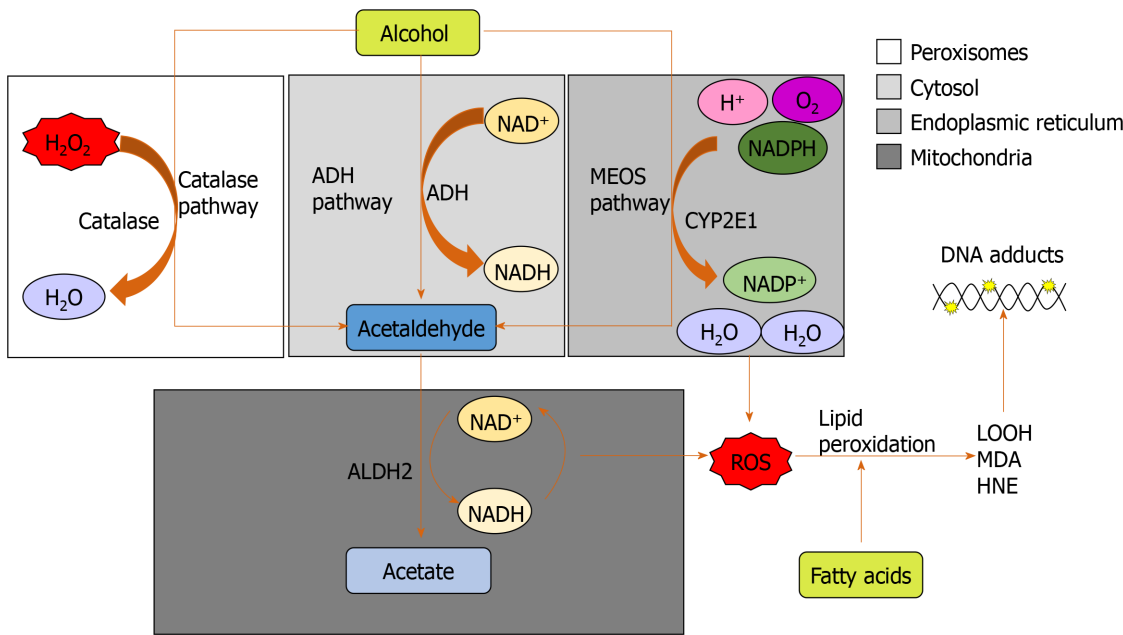 Alcohol
Peroxisomes
Cytosol
Endoplasmic reticulum
Mitochondria
H₂O₂
Catalase
pathway
Catalase
H₂O
NAD⁺
ADH
pathway
ADH
NADH
H⁺
O₂
NADPH
MEOS
pathway
CYP2E1
NADP⁺
H₂O
H₂O
Acetaldehyde
DNA adducts
NAD⁺
ALDH2
NADH
Acetate
ROS
Lipid
peroxidation
LOOH
MDA
HNE
Fatty acids